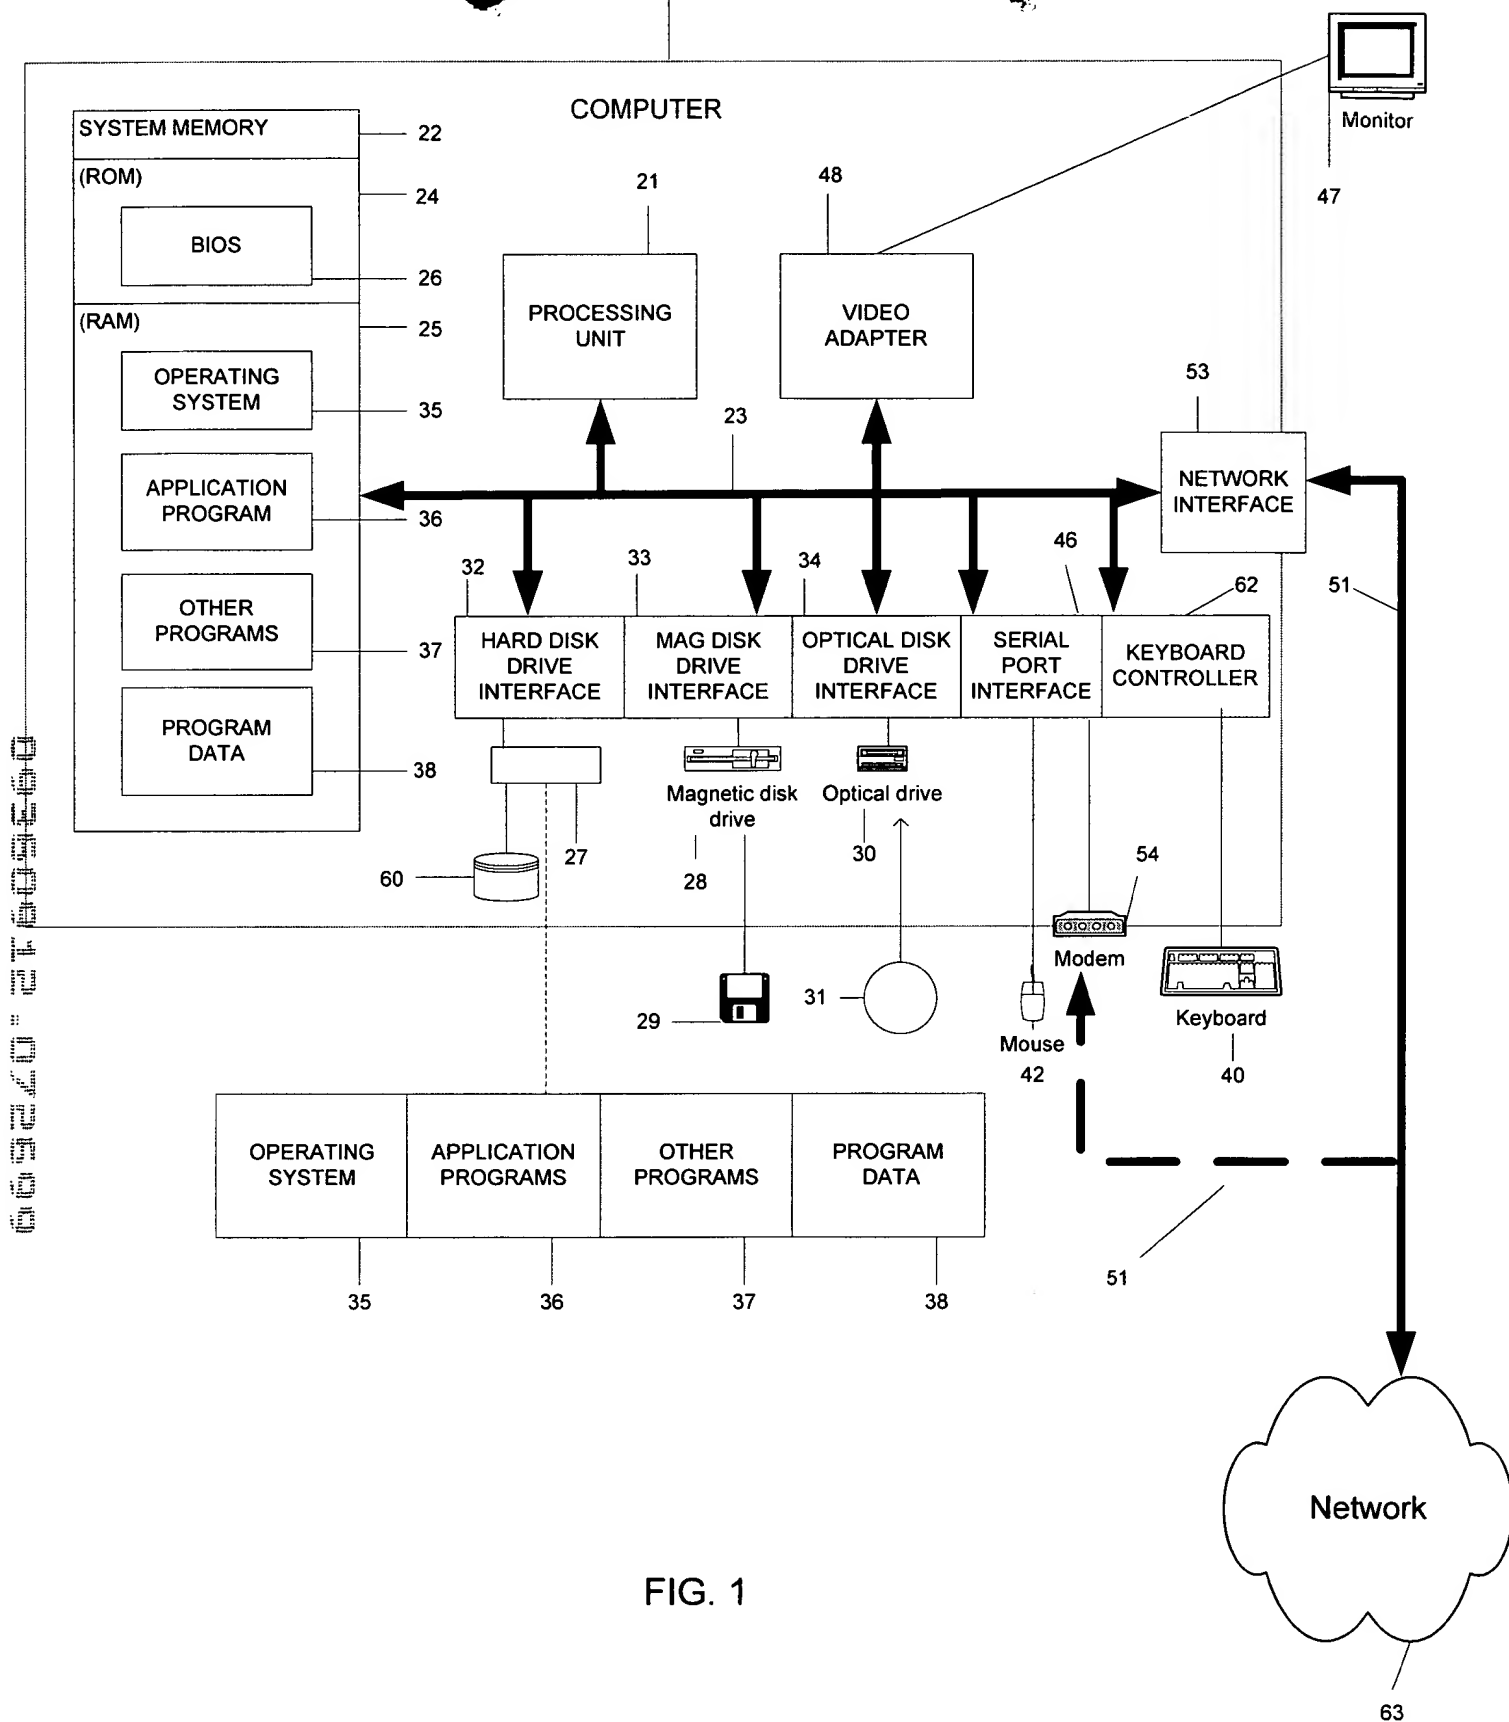 COMPUTER
Monitor
47
SYSTEM MEMORY
22
(ROM)
24
BIOS
26
(RAM)
25
OPERATING
SYSTEM
35
APPLICATION
PROGRAM
36
OTHER
PROGRAMS
37
PROGRAM
DATA
38
21
PROCESSING
UNIT
48
VIDEO
ADAPTER
23
53
NETWORK
INTERFACE
51
32
HARD DISK
DRIVE
INTERFACE
33
MAG DISK
DRIVE
INTERFACE
34
OPTICAL DISK
DRIVE
INTERFACE
46
SERIAL
PORT
INTERFACE
62
KEYBOARD
CONTROLLER
27
60
Magnetic disk
drive
28
Optical drive
30
54
Modem
29
31
Mouse
42
Keyboard
40
OPERATING
SYSTEM
APPLICATION
PROGRAMS
OTHER
PROGRAMS
PROGRAM
DATA
35
36
37
38
51
Network
63
FIG. 1